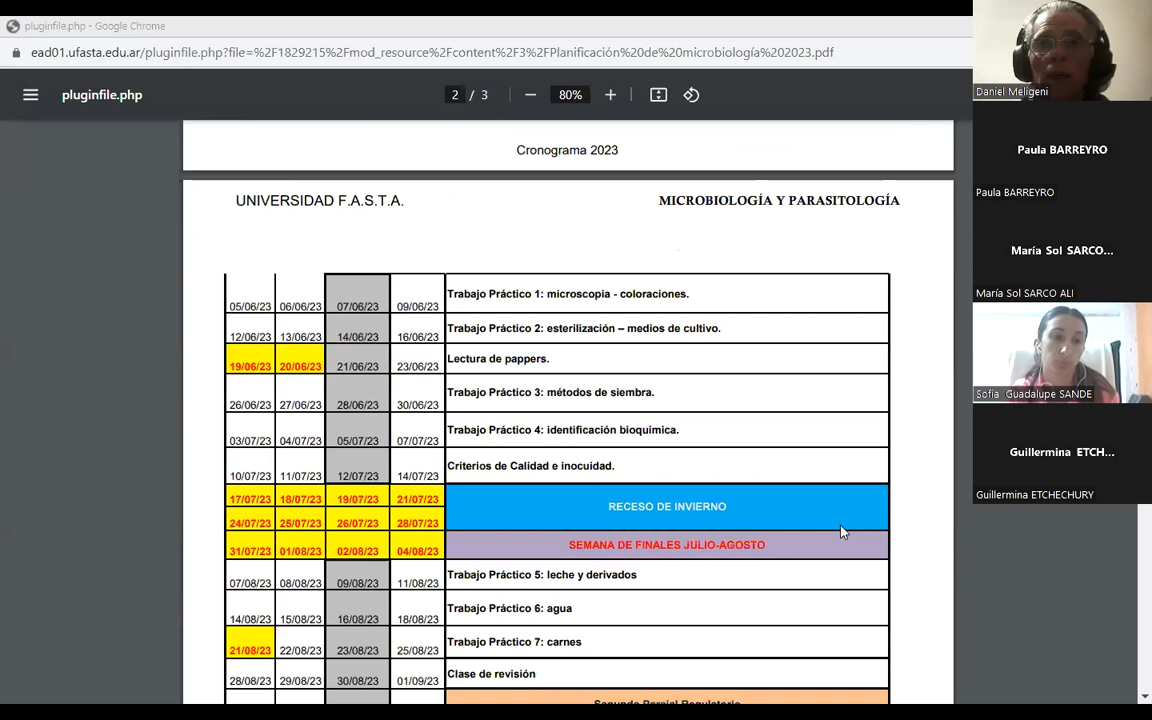 pluginfile.php - Google Chrome
ead01.ufasta.edu.ar/pluginfile.php?file=%2F1829215%2Fmod_resource%2Fcontent%2F3%2FPlanificación%20de%20microbiología%202023.pdf
pluginfile.php
2 / 3
80%
Cronograma 2023
UNIVERSIDAD F.A.S.T.A. MICROBIOLOGÍA Y PARASITOLOGÍA
05/06/23 06/06/23 07/06/23 09/06/23 Trabajo Práctico 1: microscopia - coloraciones.
12/06/23 13/06/23 14/06/23 16/06/23 Trabajo Práctico 2: esterilización – medios de cultivo.
19/06/23 20/06/23 21/06/23 23/06/23 Lectura de pappers.
26/06/23 27/06/23 28/06/23 30/06/23 Trabajo Práctico 3: métodos de siembra.
03/07/23 04/07/23 05/07/23 07/07/23 Trabajo Práctico 4: identificación bioquímica.
10/07/23 11/07/23 12/07/23 14/07/23 Criterios de Calidad e inocuidad.
17/07/23 18/07/23 19/07/23 21/07/23
RECESO DE INVIERNO
24/07/23 25/07/23 26/07/23 28/07/23
31/07/23 01/08/23 02/08/23 04/08/23 SEMANA DE FINALES JULIO-AGOSTO
07/08/23 08/08/23 09/08/23 11/08/23 Trabajo Práctico 5: leche y derivados
14/08/23 15/08/23 16/08/23 18/08/23 Trabajo Práctico 6: agua
21/08/23 22/08/23 23/08/23 25/08/23 Trabajo Práctico 7: carnes
28/08/23 29/08/23 30/08/23 01/09/23 Clase de revisión
Segundo Parcial Regulatorio
Daniel Meligeni
Paula BARREYRO
Paula BARREYRO
María Sol SARCO...
María Sol SARCO ALI
Sofia Guadalupe SANDE
Guillermina ETCH...
Guillermina ETCHECHURY